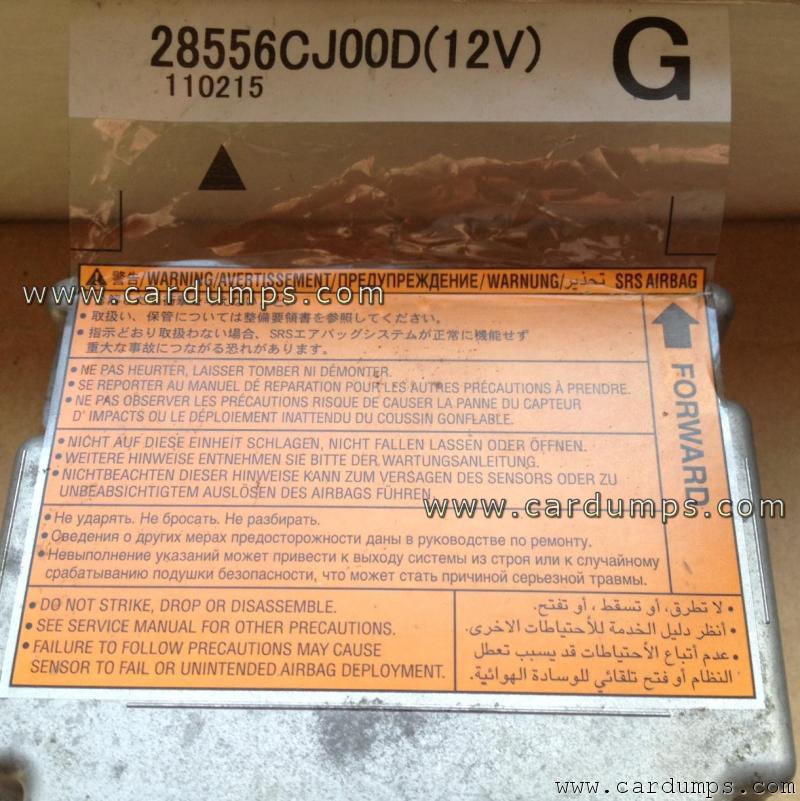 28556CJ00D(12V)
110215
G
警告/WARNING/AVERTISSEMENT/ПРЕДУПРЕЖДЕНИЕ/WARNUNG/تحذير SRS AIRBAG
www.cardumps.com
• 取扱い、保管については整備要領書を参照してください。
• 指示どおり取扱わない場合、SRSエアバッグシステムが正常に機能せず
重大な事故につながる恐れがあります。
FORWARD
• NE PAS HEURTER, LAISSER TOMBER NI DÉMONTER.
• SE REPORTER AU MANUEL DE RÉPARATION POUR LES AUTRES PRÉCAUTIONS À PRENDRE.
• NE PAS OBSERVER LES PRÉCAUTIONS RISQUE DE CAUSER LA PANNE DU CAPTEUR
D' IMPACTS OU LE DÉPLOIEMENT INATTENDU DU COUSSIN GONFLABLE.
• NICHT AUF DIESE EINHEIT SCHLAGEN, NICHT FALLEN LASSEN ODER ÖFFNEN.
• WEITERE HINWEISE ENTNEHMEN SIE BITTE DER WARTUNGSANLEITUNG.
• NICHTBEACHTEN DIESER HINWEISE KANN ZUM VERSAGEN DES SENSORS ODER ZU
UNBEABSICHTIGTEM AUSLÖSEN DES AIRBAGS FÜHREN.
www.cardumps.com
• Не ударять. Не бросать. Не разбирать.
• Сведения о других мерах предосторожности даны в руководстве по ремонту.
• Невыполнение указаний может привести к выходу системы из строя или к случайному
срабатыванию подушки безопасности, что может стать причиной серьезной травмы.
• DO NOT STRIKE, DROP OR DISASSEMBLE.
• SEE SERVICE MANUAL FOR OTHER PRECAUTIONS.
• FAILURE TO FOLLOW PRECAUTIONS MAY CAUSE
SENSOR TO FAIL OR UNINTENDED AIRBAG DEPLOYMENT.
• لا تطرق، أو تسقط، أو تفتح.
• أنظر دليل الخدمة للأحتياطات الاخرى.
• عدم أتباع الأحتياطات قد يسبب تعطل
النظام أو فتح تلقائي للوسادة الهوائية.
www.cardumps.com